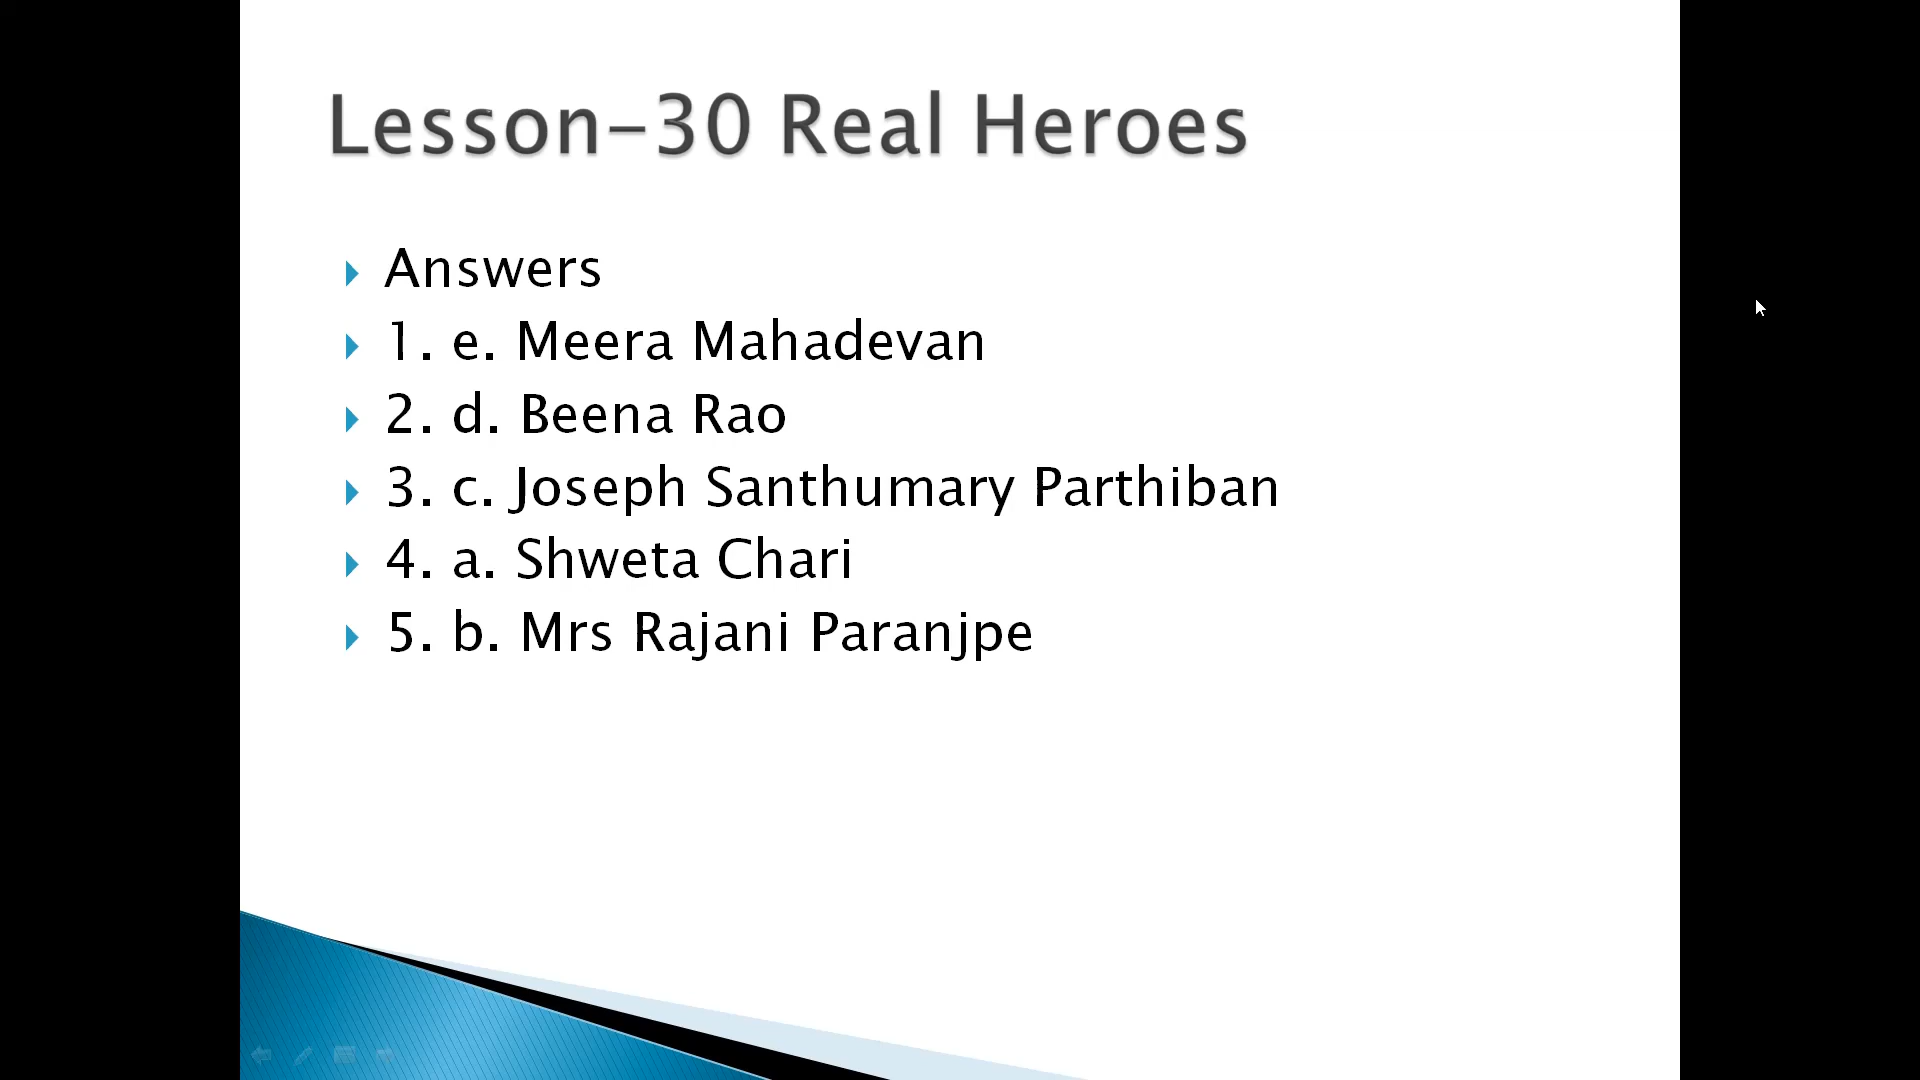 Lesson-30 Real Heroes
Answers
1. e. Meera Mahadevan
2. d. Beena Rao
3. c. Joseph Santhumary Parthiban
4. a. Shweta Chari
5. b. Mrs Rajani Paranjpe